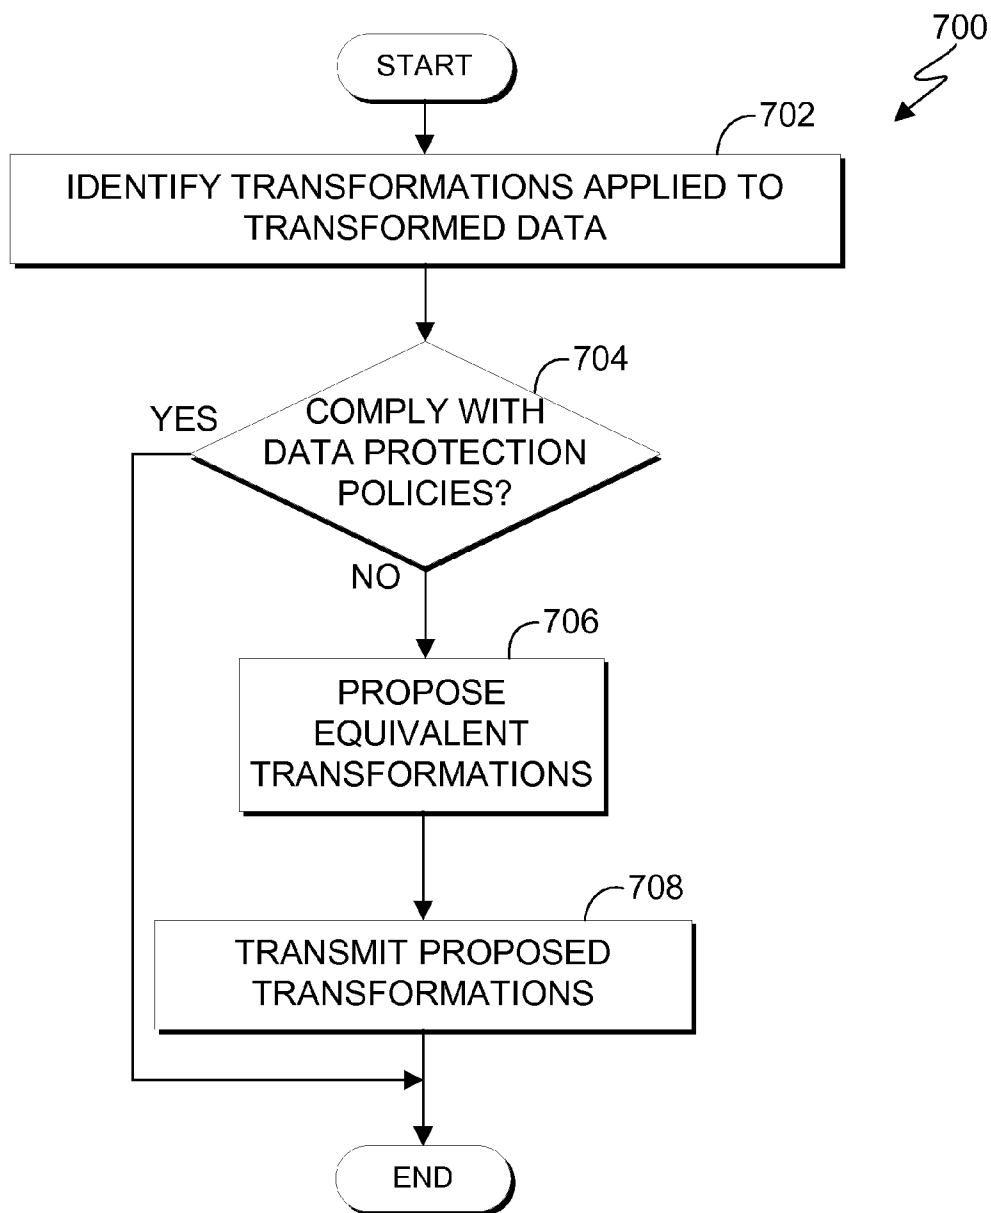 700
START
702
IDENTIFY TRANSFORMATIONS APPLIED TO
TRANSFORMED DATA
704
YES
COMPLY WITH
DATA PROTECTION
POLICIES?
NO
706
PROPOSE
EQUIVALENT
TRANSFORMATIONS
708
TRANSMIT PROPOSED
TRANSFORMATIONS
END